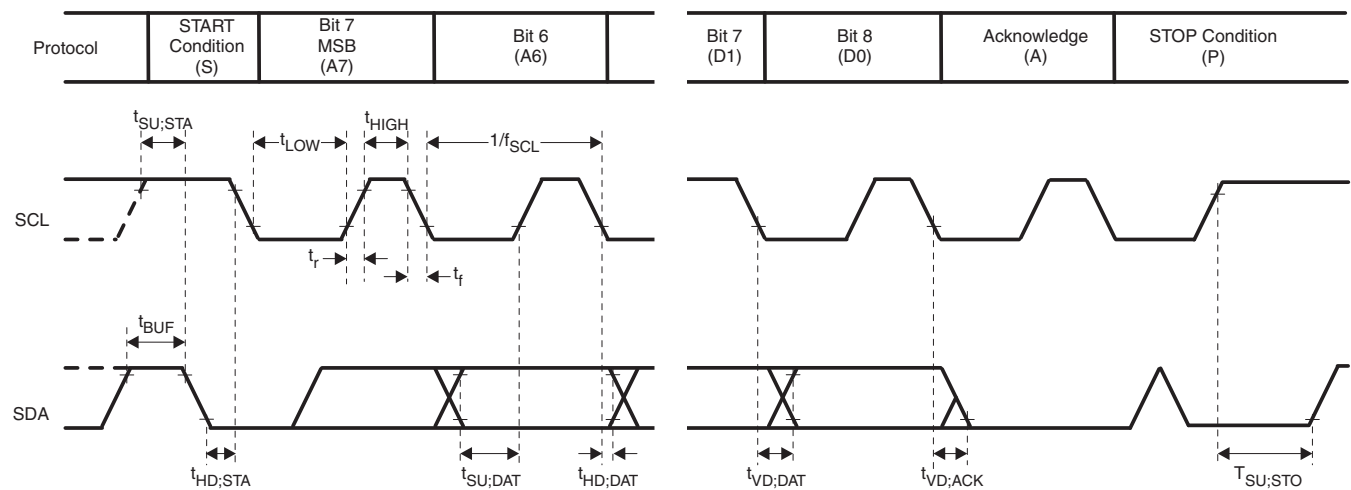 Protocol
START
Condition
(S)
Bit 7
MSB
(A7)
Bit 6
(A6)
Bit 7
(D1)
Bit 8
(D0)
Acknowledge
(A)
STOP Condition
(P)
tSU;STA
tLOW
tHIGH
1/fSCL
SCL
tr
tf
tBUF
SDA
tHD;STA
tSU;DAT
tHD;DAT
tVD;DAT
tVD;ACK
TSU;STO